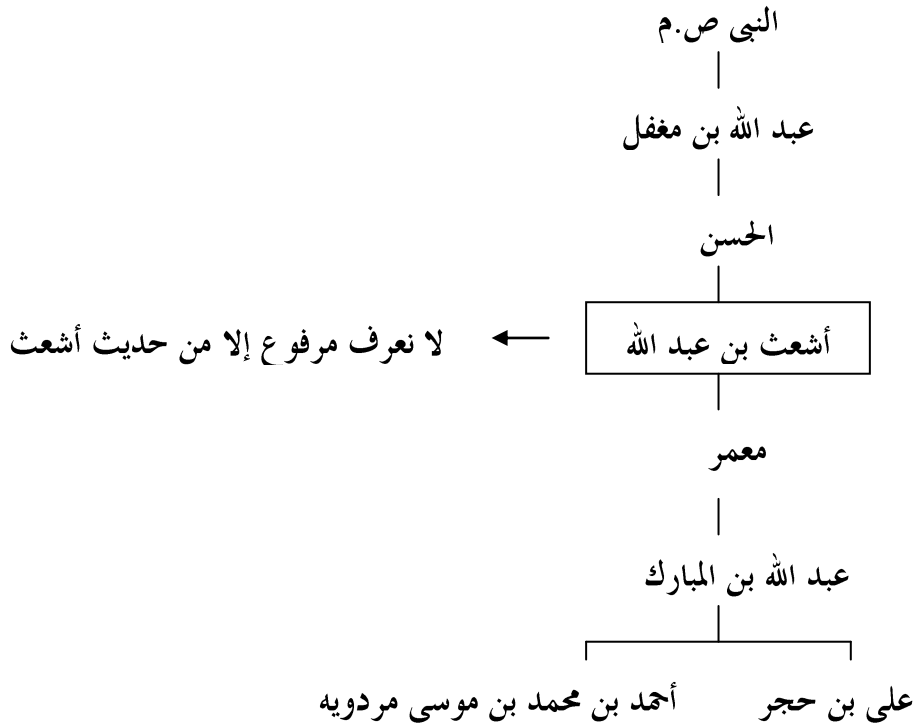 النبى ص.م
عبد الله بن مغفل
الحسن
أشعث بن عبد الله
لا نعرف مرفوع إلا من حديث أشعث
معمر
عبد الله بن المبارك
على بن حجر
أحمد بن محمد بن موسى مردويه